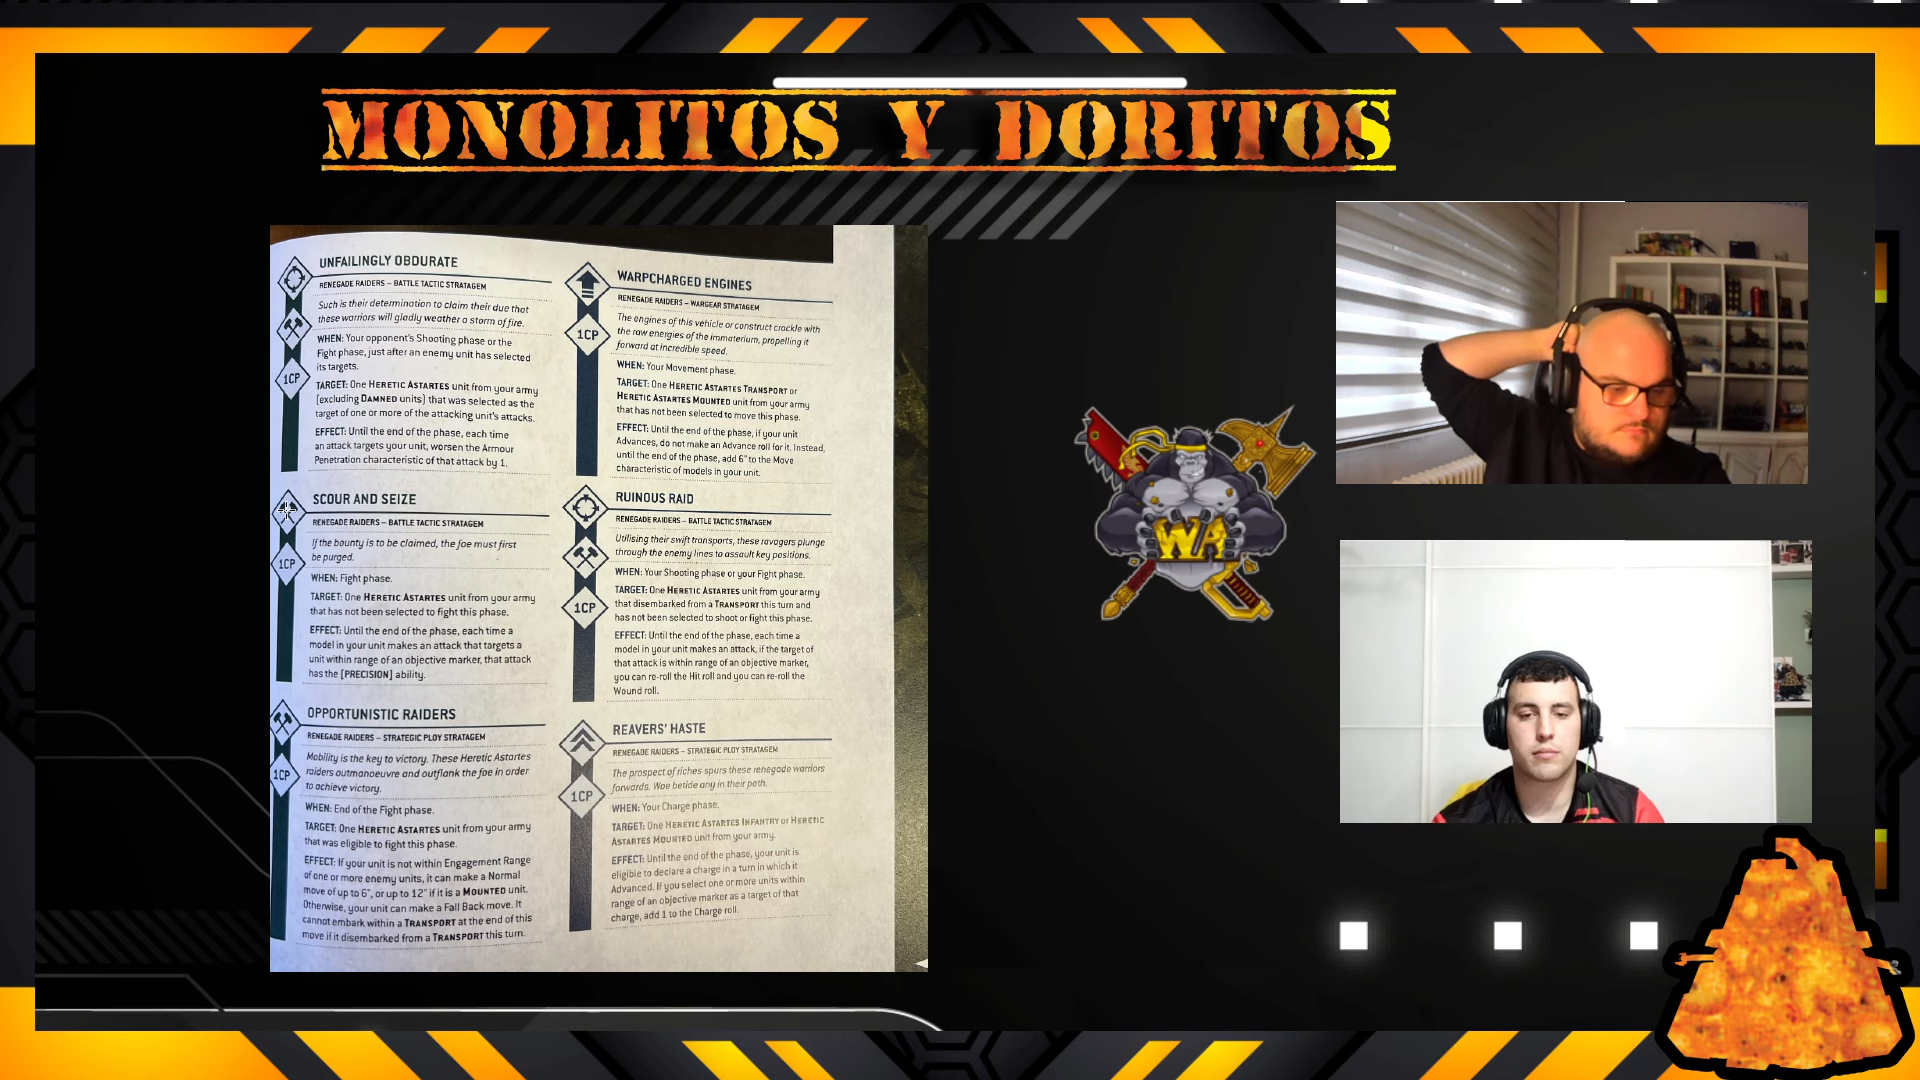 MONOLITOS Y DORITOS
UNFAILINGLY OBDURATE
RENEGADE RAIDERS – BATTLE TACTIC STRATAGEM
Such is their determination to claim their due that
these warriors will gladly weather a storm of fire.
WHEN: Your opponent's Shooting phase or the
Fight phase, just after an enemy unit has selected
its targets.
1CP
TARGET: One HERETIC ASTARTES unit from your army
(excluding DAMNED units) that was selected as the
target of one or more of the attacking unit's attacks.
EFFECT: Until the end of the phase, each time
an attack targets your unit, worsen the Armour
Penetration characteristic of that attack by 1.
SCOUR AND SEIZE
RENEGADE RAIDERS – BATTLE TACTIC STRATAGEM
If the bounty is to be claimed, the foe must first
be purged.
1CP
WHEN: Fight phase.
TARGET: One HERETIC ASTARTES unit from your army
that has not been selected to fight this phase.
EFFECT: Until the end of the phase, each time a
model in your unit makes an attack that targets a
unit within range of an objective marker, that attack
has the [PRECISION] ability.
OPPORTUNISTIC RAIDERS
RENEGADE RAIDERS – STRATEGIC PLOY STRATAGEM
Mobility is the key to victory. These Heretic Astartes
raiders outmanoeuvre and outflank the foe in order
to achieve victory.
1CP
WHEN: End of the Fight phase.
TARGET: One HERETIC ASTARTES unit from your army
that was eligible to fight this phase.
EFFECT: If your unit is not within Engagement Range
of one or more enemy units, it can make a Normal
move of up to 6", or up to 12" if it is a MOUNTED unit.
Otherwise, your unit can make a Fall Back move. It
cannot embark within a TRANSPORT at the end of this
move if it disembarked from a TRANSPORT this turn.
WARPCHARGED ENGINES
RENEGADE RAIDERS – WARGEAR STRATAGEM
The engines of this vehicle or construct crackle with
the raw energies of the immaterium, propelling it
forward at incredible speed.
1CP
WHEN: Your Movement phase.
TARGET: One HERETIC ASTARTES TRANSPORT or
HERETIC ASTARTES MOUNTED unit from your army
that has not been selected to move this phase.
EFFECT: Until the end of the phase, if your unit
Advances, do not make an Advance roll for it. Instead,
until the end of the phase, add 6" to the Move
characteristic of models in your unit.
RUINOUS RAID
RENEGADE RAIDERS – BATTLE TACTIC STRATAGEM
Utilising their swift transports, these ravagers plunge
through the enemy lines to assault key positions.
WHEN: Your Shooting phase or your Fight phase.
1CP
TARGET: One HERETIC ASTARTES unit from your army
that disembarked from a TRANSPORT this turn and
has not been selected to shoot or fight this phase.
EFFECT: Until the end of the phase, each time a
model in your unit makes an attack, if the target of
that attack is within range of an objective marker,
you can re-roll the Hit roll and you can re-roll the
Wound roll.
REAVERS' HASTE
RENEGADE RAIDERS – STRATEGIC PLOY STRATAGEM
The prospect of riches spurs these renegade warriors
forwards. Woe betide any in their path.
1CP
WHEN: Your Charge phase.
TARGET: One HERETIC ASTARTES INFANTRY or HERETIC
ASTARTES MOUNTED unit from your army.
EFFECT: Until the end of the phase, your unit is
eligible to declare a charge in a turn in which it
Advanced. If you select one or more units within
range of an objective marker as a target of that
charge, add 1 to the Charge roll.